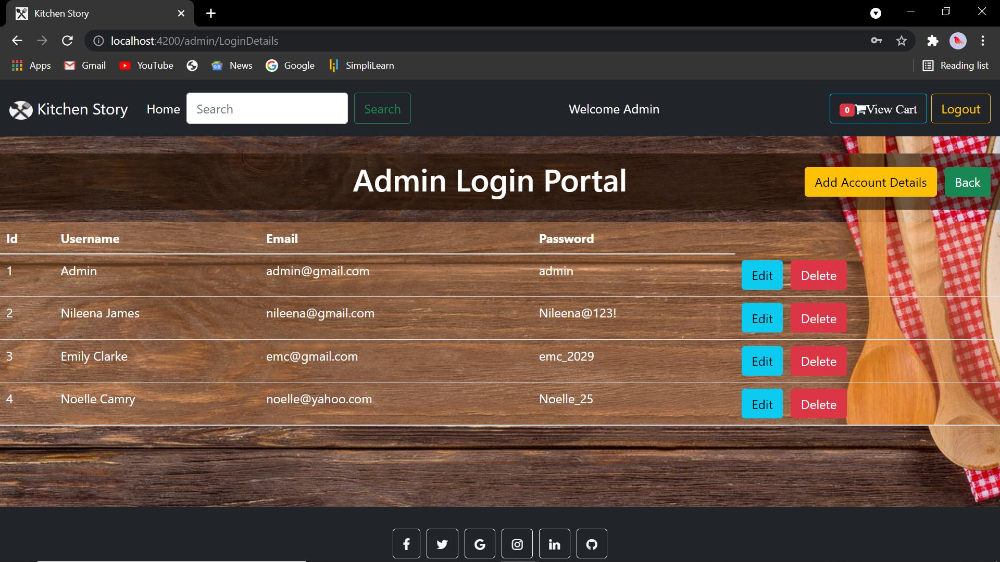 Kitchen Story
localhost:4200/admin/LoginDetails
Apps Gmail YouTube News Google SimpliLearn Reading list
Kitchen Story Home Search Search Welcome Admin 0 View Cart Logout
Admin Login Portal Add Account Details Back
Id Username Email Password
1 Admin admin@gmail.com admin Edit Delete
2 Nileena James nileena@gmail.com Nileena@123! Edit Delete
3 Emily Clarke emc@gmail.com emc_2029 Edit Delete
4 Noelle Camry noelle@yahoo.com Noelle_25 Edit Delete